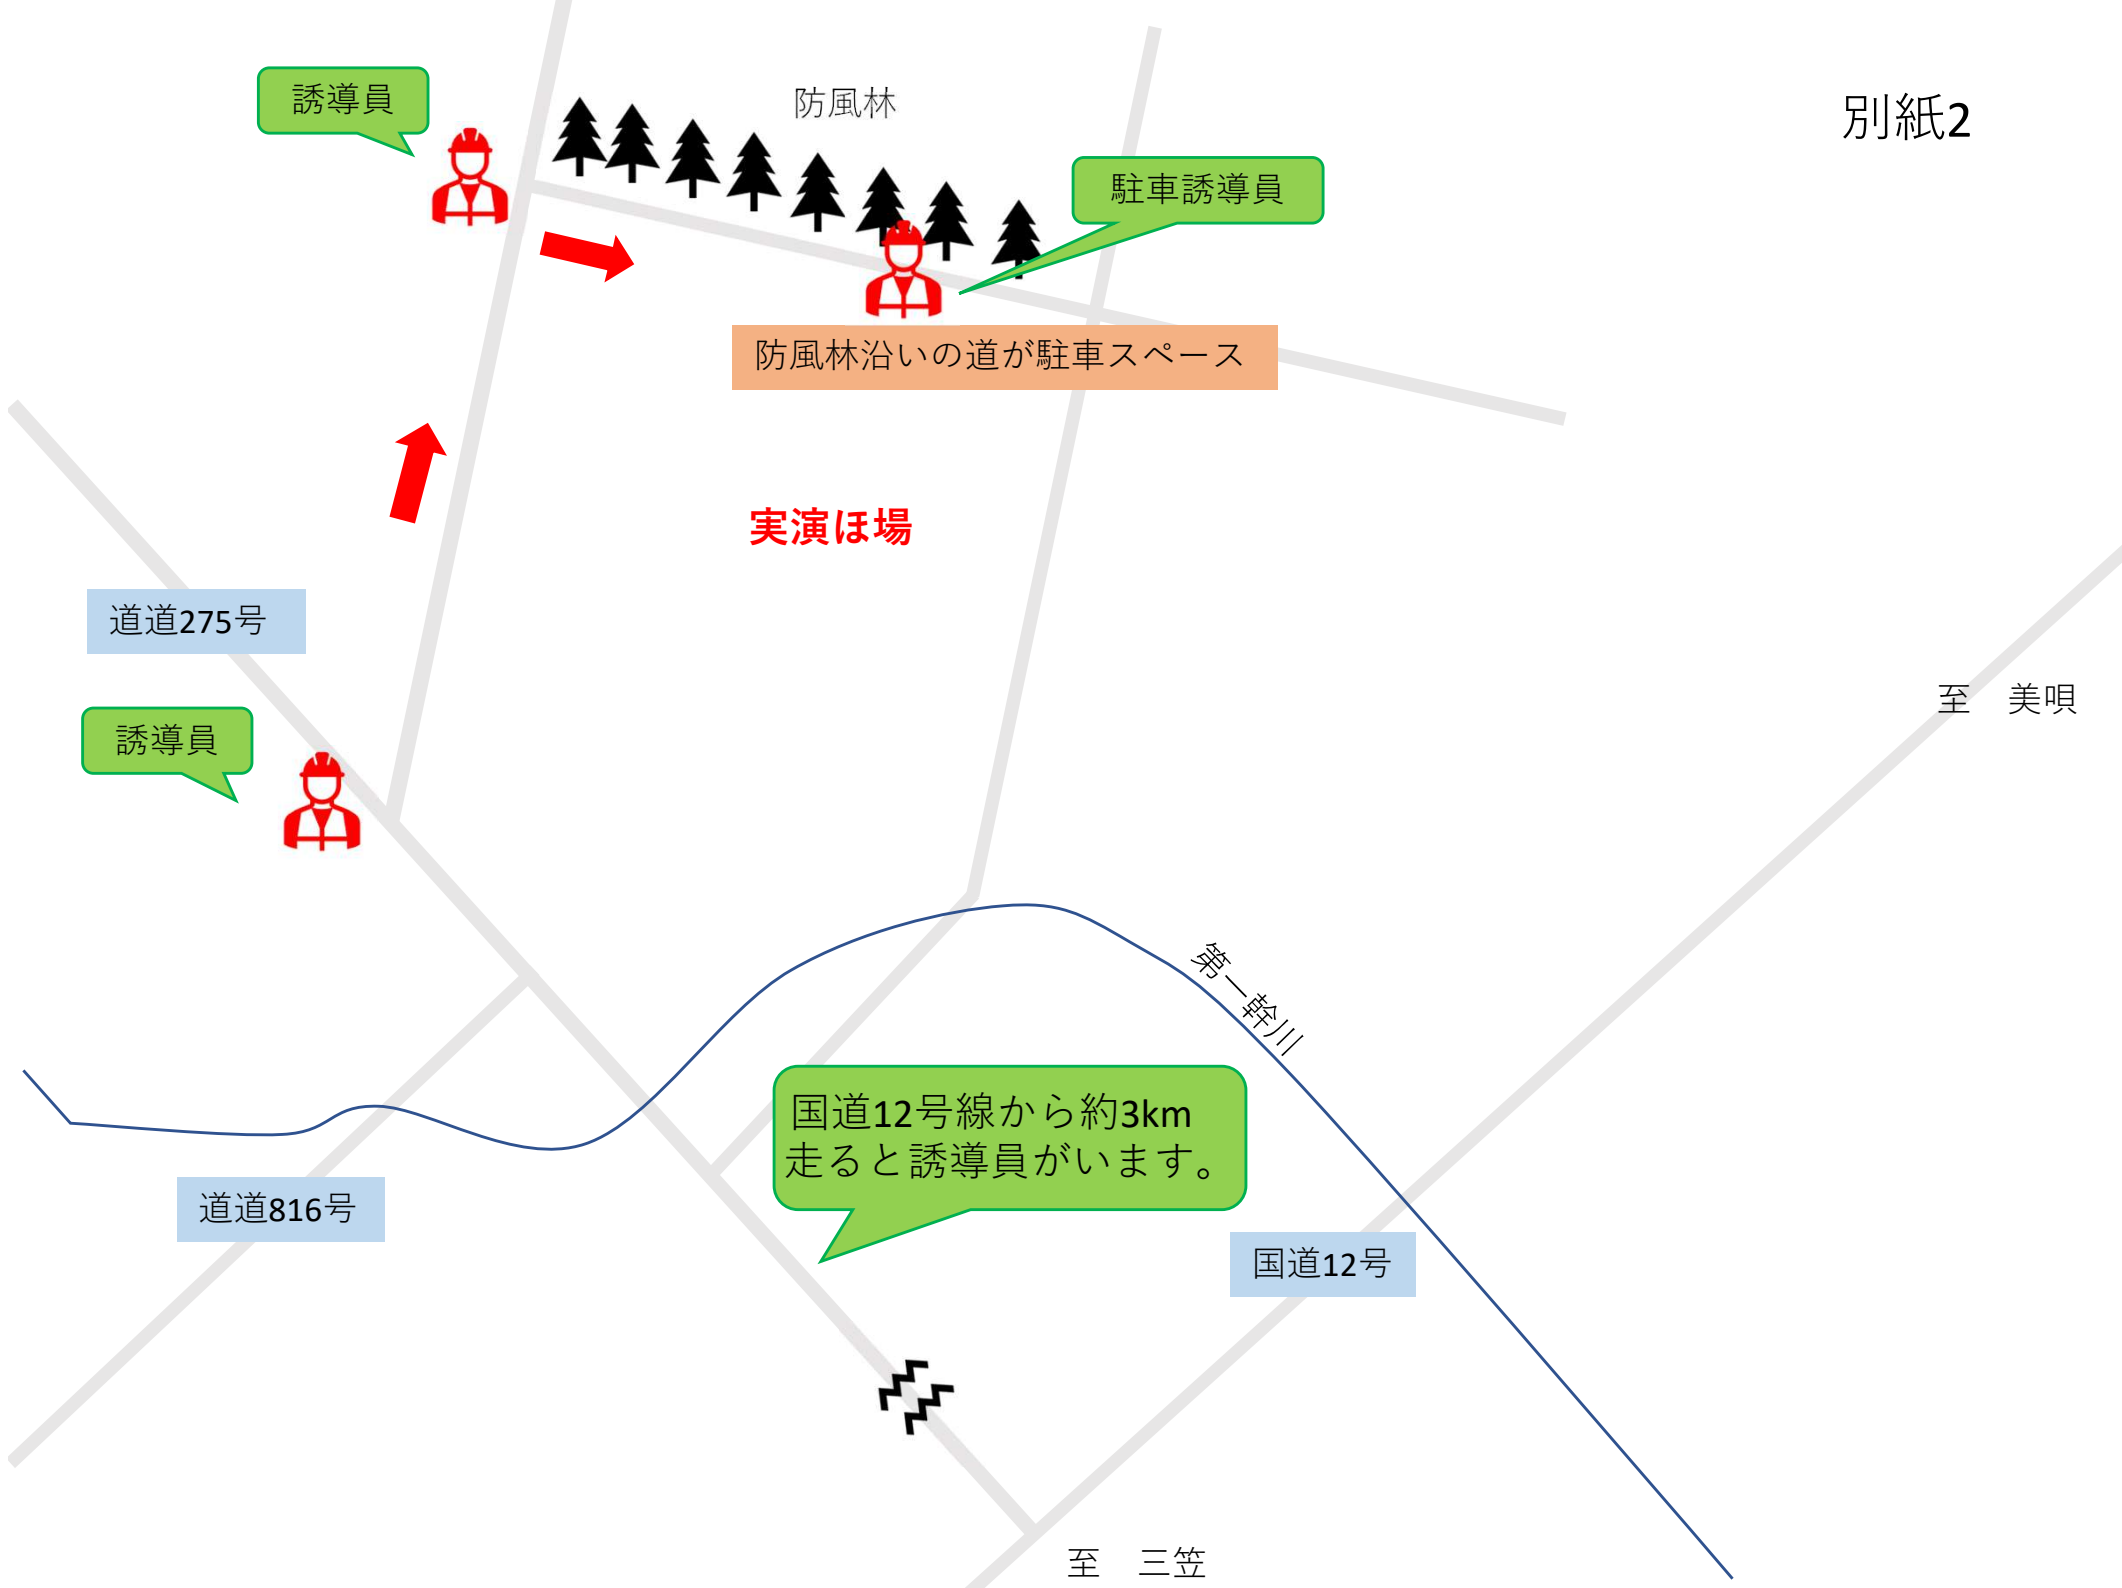 別紙2
誘導員
防風林
駐車誘導員
防風林沿いの道が駐車スペース
実演ほ場
道道275号
至　美唄
誘導員
第一幹川
国道12号線から約3km
走ると誘導員がいます。
道道816号
国道12号
至　三笠